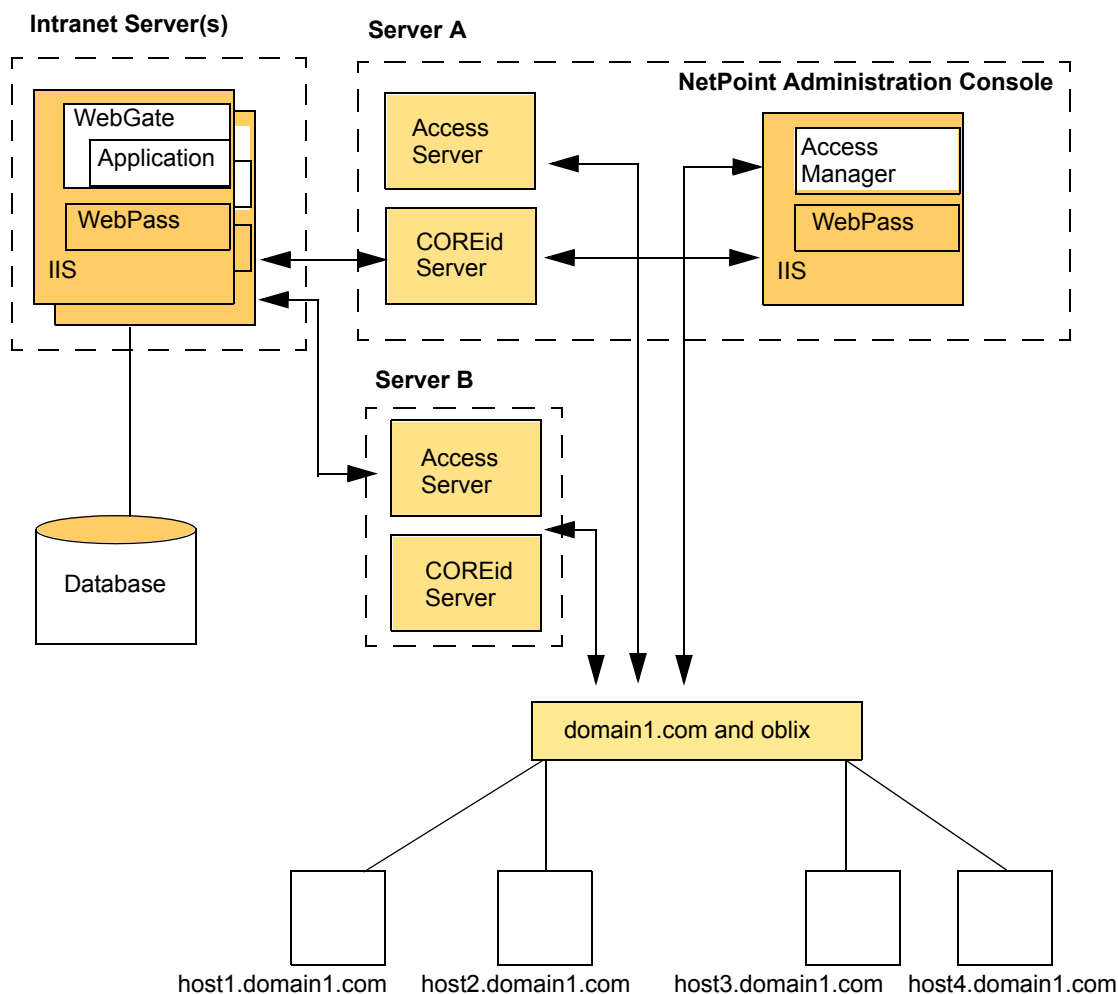 Intranet Server(s)
Server A
NetPoint Administration Console
WebGate
Application
WebPass
IIS
Access
Server
COREid
Server
Access
Manager
WebPass
IIS
Server B
Access
Server
COREid
Server
Database
domain1.com and oblix
host1.domain1.com
host2.domain1.com
host3.domain1.com
host4.domain1.com